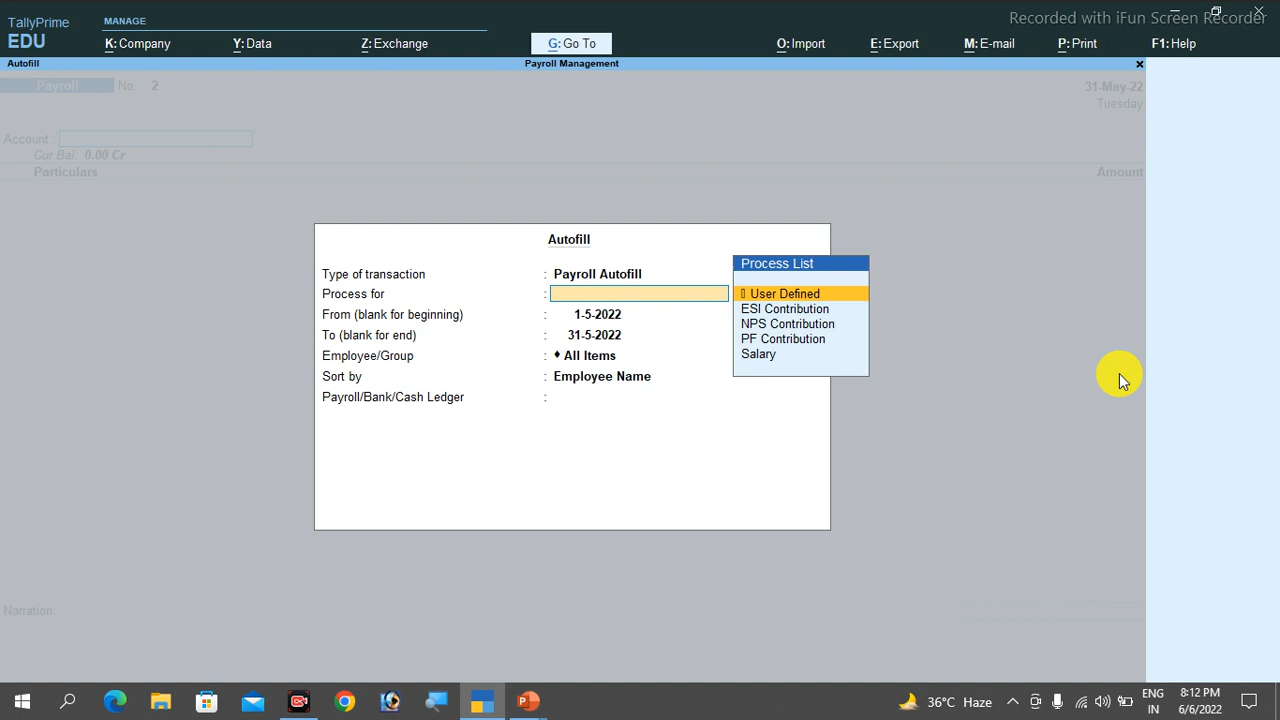 Recorded with iFun Screen Recorder
TallyPrime
EDU
MANAGE
K: Company
Y: Data
Z: Exchange
G: Go To
O: Import
E: Export
M: E-mail
P: Print
F1: Help
Autofill
Payroll Management
Payroll No. 2
31-May-22
Tuesday
Account :
Cur Bal: 0.00 Cr
Particulars
Amount
Autofill
Type of transaction : Payroll Autofill
Process for :
From (blank for beginning) : 1-5-2022
To (blank for end) : 31-5-2022
Employee/Group : ♦ All Items
Sort by : Employee Name
Payroll/Bank/Cash Ledger :
Process List
User Defined
ESI Contribution
NPS Contribution
PF Contribution
Salary
Narration:
36°C Haze
ENG
IN
8:12 PM
6/6/2022